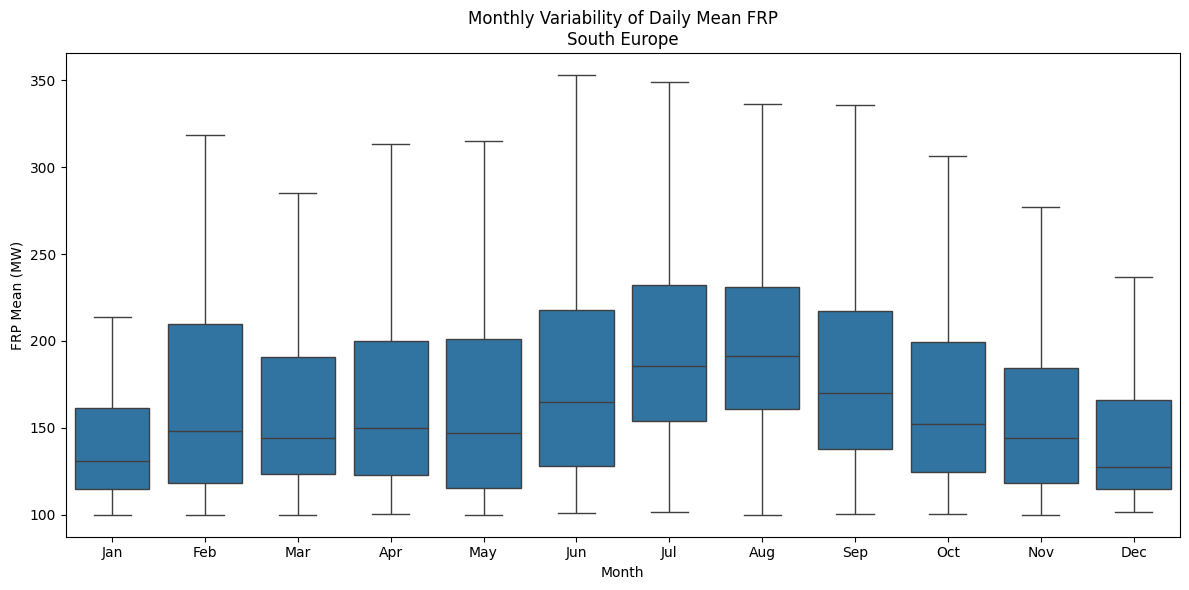 Monthly Variability of Daily Mean FRP
South Europe
FRP Mean (MW)
350
300
250
200
150
100
Jan Feb Mar Apr May Jun Jul Aug Sep Oct Nov Dec
Month